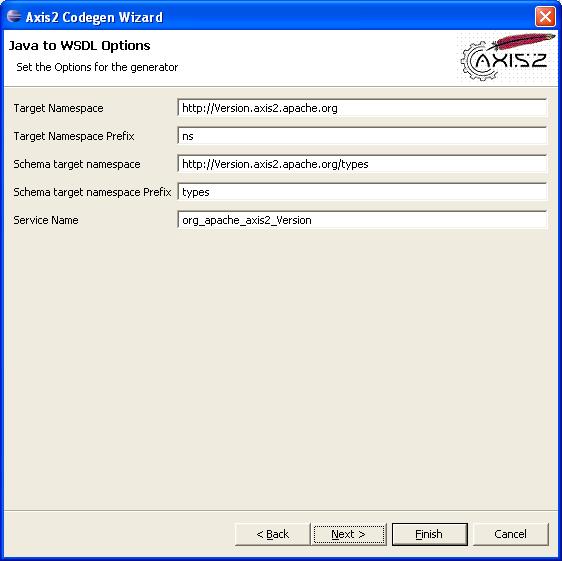 Axis2 Codegen Wizard
Java to WSDL Options
Set the Options for the generator
AXIS2
Target Namespace http://Version.axis2.apache.org
Target Namespace Prefix ns
Schema target namespace http://Version.axis2.apache.org/types
Schema target namespace Prefix types
Service Name org_apache_axis2_Version
< Back Next > Finish Cancel